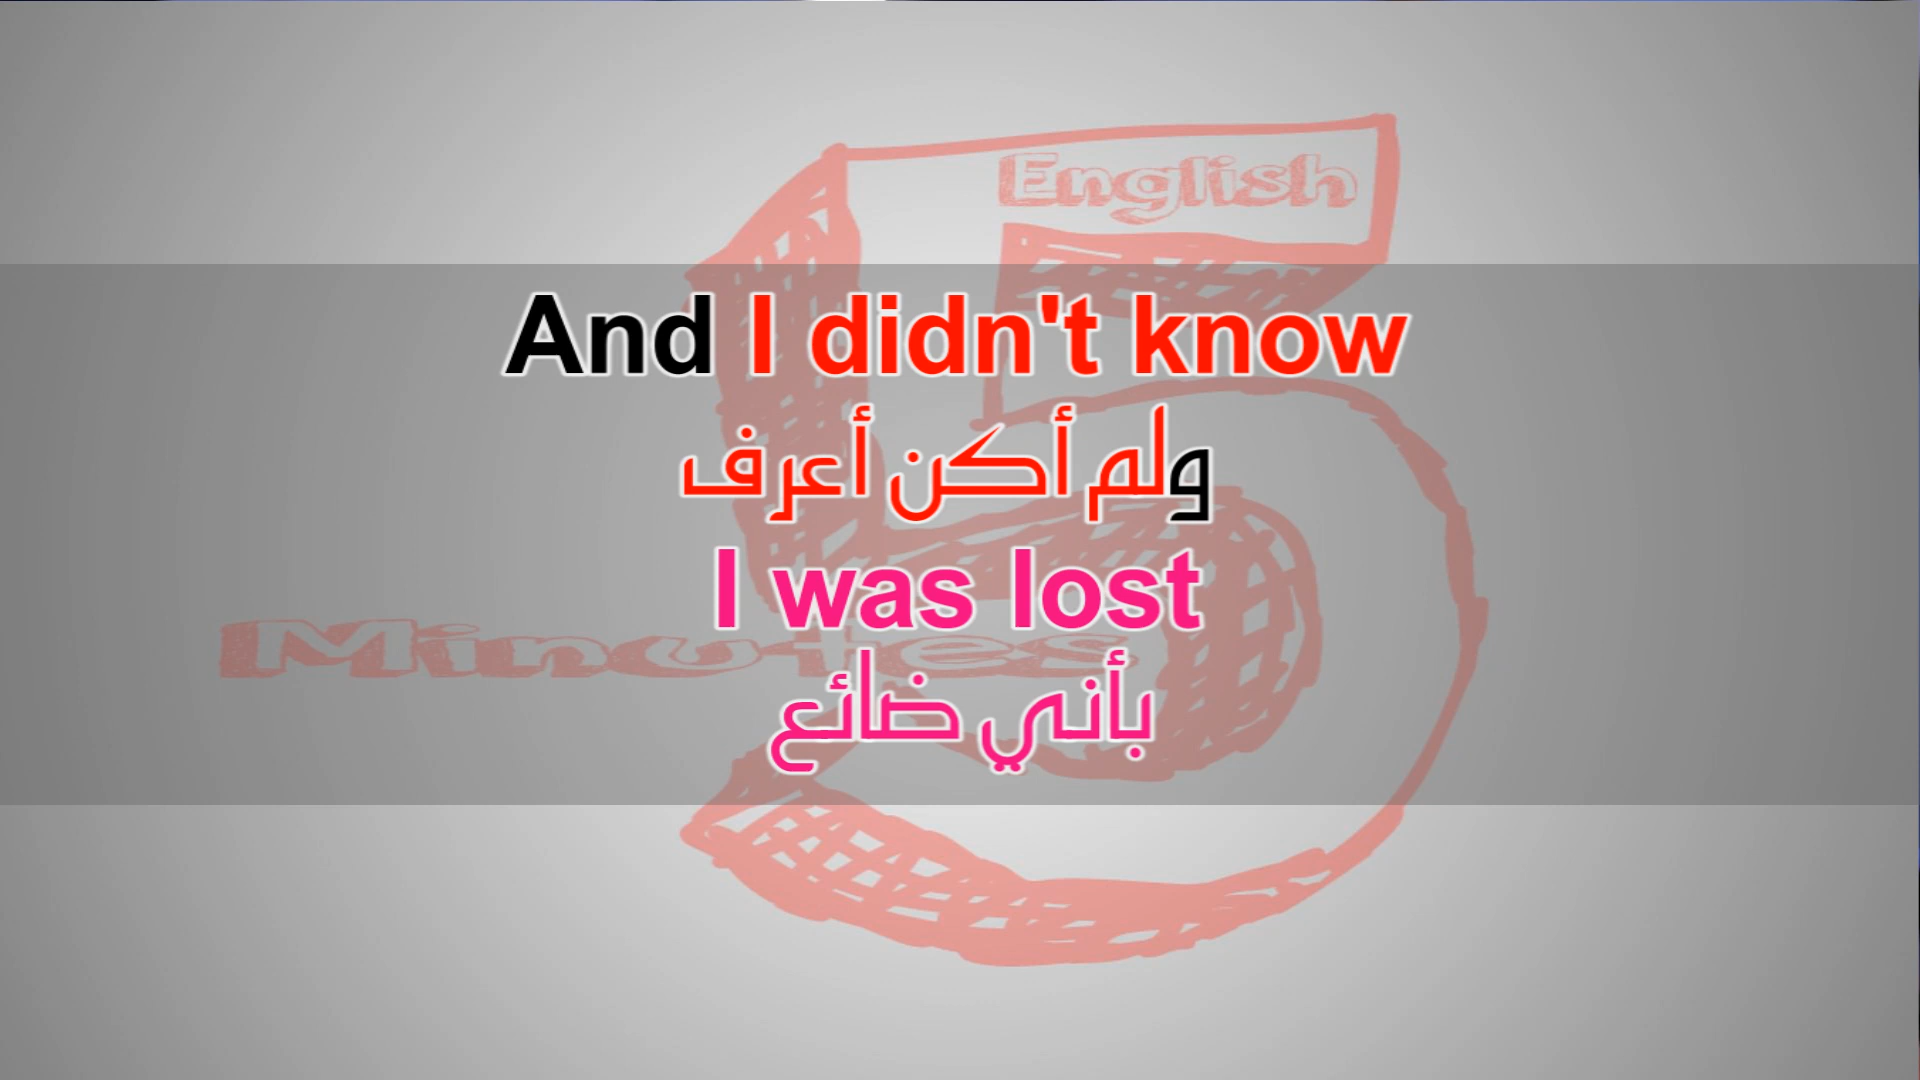 English
And I didn't know
ولم أكن أعرف
I was lost
Minutes
بأني ضائع